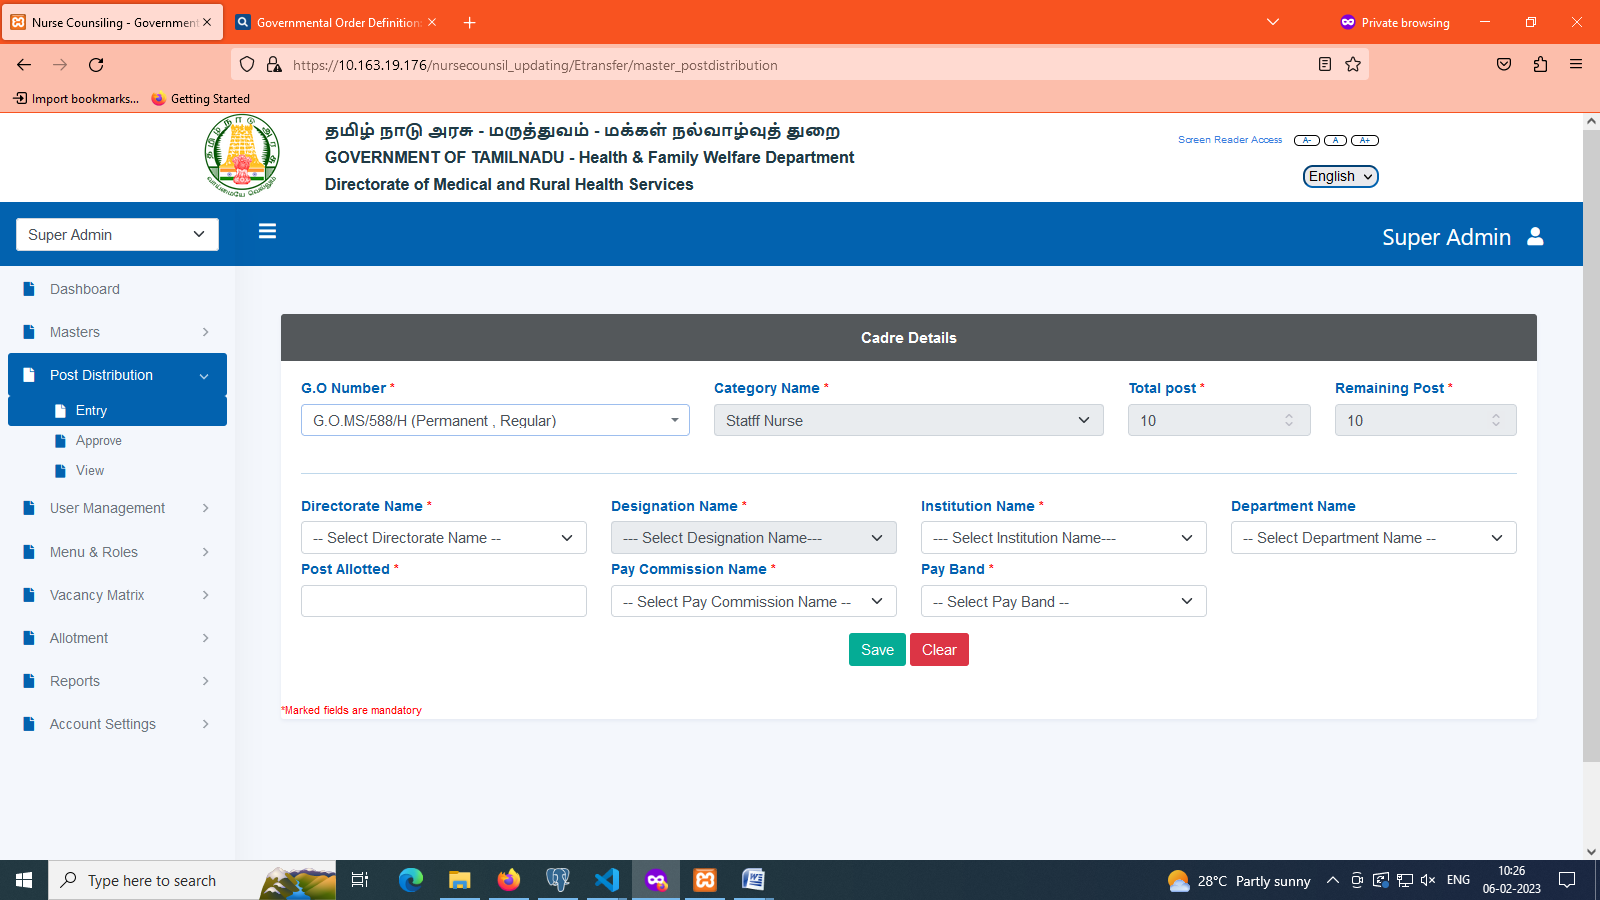 Nurse Counsiling - Government
Governmental Order Definition
Private browsing
https://10.163.19.176/nursecounsil_updating/Etransfer/master_postdistribution
Import bookmarks...
Getting Started
தமிழ் நாடு அரசு - மருத்துவம் - மக்கள் நல்வாழ்வுத் துறை
GOVERNMENT OF TAMILNADU - Health & Family Welfare Department
Directorate of Medical and Rural Health Services
Screen Reader Access
A-
A
A+
English
Super Admin
Super Admin
Dashboard
Masters
Post Distribution
Entry
Approve
View
User Management
Menu & Roles
Vacancy Matrix
Allotment
Reports
Account Settings
Cadre Details
G.O Number *
Category Name *
Total post *
Remaining Post *
G.O.MS/588/H (Permanent , Regular)
Statff Nurse
10
10
Directorate Name *
Designation Name *
Institution Name *
Department Name
-- Select Directorate Name --
--- Select Designation Name---
--- Select Institution Name---
-- Select Department Name --
Post Allotted *
Pay Commission Name *
Pay Band *
-- Select Pay Commission Name --
-- Select Pay Band --
Save
Clear
*Marked fields are mandatory
Type here to search
28°C Partly sunny
ENG
10:26
06-02-2023